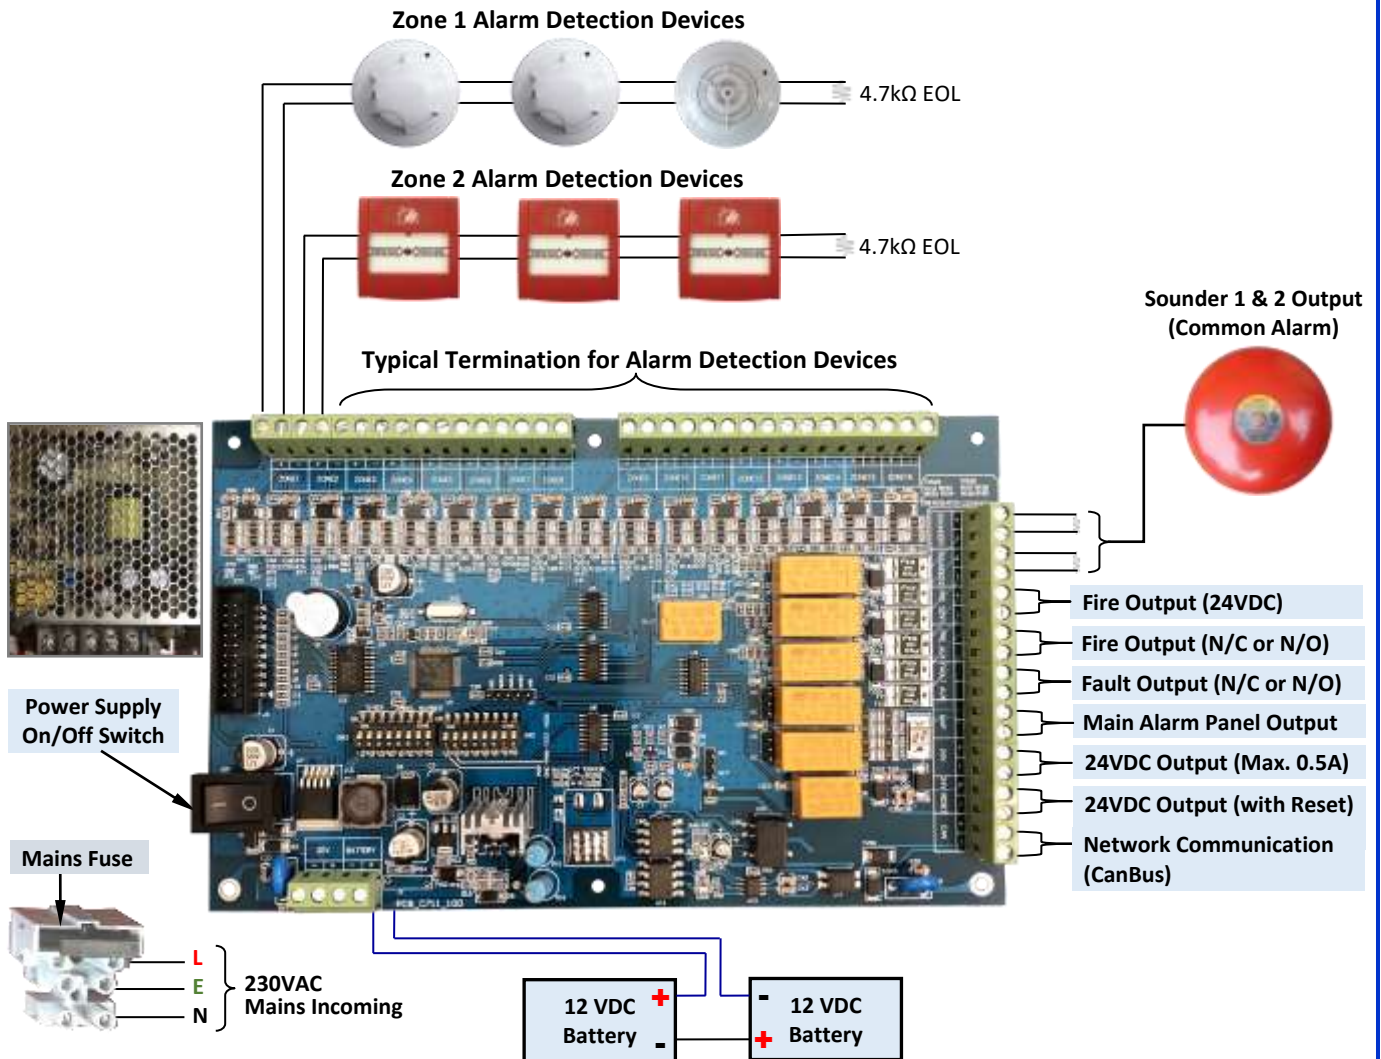 Zone 1 Alarm Detection Devices
4.7kΩ EOL
Zone 2 Alarm Detection Devices
4.7kΩ EOL
Sounder 1 & 2 Output
(Common Alarm)
Typical Termination for Alarm Detection Devices
Fire Output (24VDC)
Fire Output (N/C or N/O)
Fault Output (N/C or N/O)
Main Alarm Panel Output
24VDC Output (Max. 0.5A)
24VDC Output (with Reset)
Network Communication
(CanBus)
Power Supply
On/Off Switch
Mains Fuse
BATTERY
L
E
N
230VAC
Mains Incoming
12 VDC
Battery
+
-
12 VDC
Battery
-
+